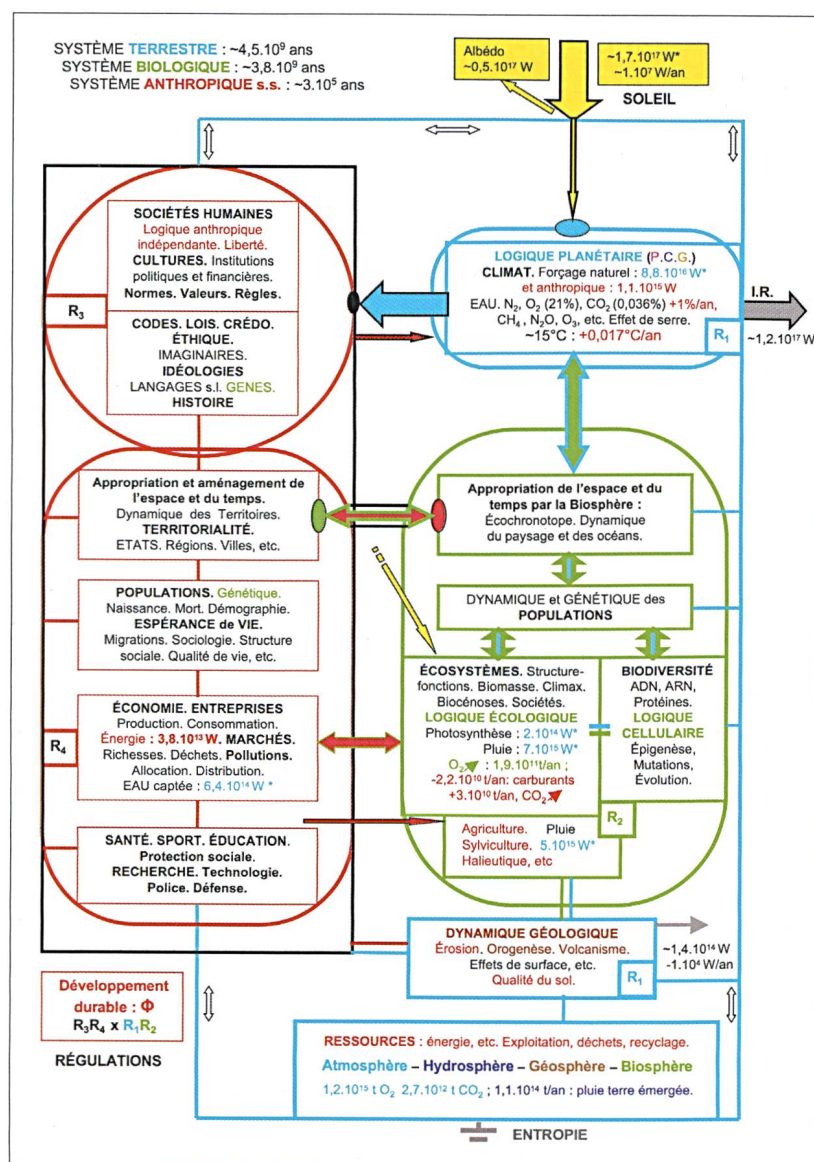 SYSTÈME TERRESTRE : ~4,5.10⁹ ans
SYSTÈME BIOLOGIQUE : ~3,8.10⁹ ans
SYSTÈME ANTHROPIQUE s.s. : ~3.10⁵ ans
Albédo
~0,5.10¹⁷ W
~1,7.10¹⁷ W*
~1.10⁷ W/an
SOLEIL
SOCIÉTÉS HUMAINES
Logique anthropique
indépendante. Liberté.
CULTURES. Institutions
politiques et financières.
Normes. Valeurs. Règles.
R₃
CODES. LOIS. CRÉDO.
ÉTHIQUE.
IMAGINAIRES.
IDÉOLOGIES
LANGAGES s.l. GENES.
HISTOIRE
LOGIQUE PLANÉTAIRE (P.C.G.)
CLIMAT. Forçage naturel : 8,8.10¹⁶ W*
et anthropique : 1,1.10¹⁵ W
EAU. N₂, O₂ (21%), CO₂ (0,036%) +1%/an,
CH₄ , N₂O, O₃, etc. Effet de serre.
~15°C : +0,017°C/an
R₁
I.R.
~1,2.10¹⁷ W
Appropriation et aménagement de
l'espace et du temps.
Dynamique des Territoires.
TERRITORIALITÉ.
ETATS. Régions. Villes, etc.
Appropriation de l'espace et du
temps par la Biosphère :
Écochronotope. Dynamique
du paysage et des océans.
POPULATIONS. Génétique.
Naissance. Mort. Démographie.
ESPÉRANCE de VIE.
Migrations. Sociologie. Structure
sociale. Qualité de vie, etc.
DYNAMIQUE et GÉNÉTIQUE des
POPULATIONS
ÉCONOMIE. ENTREPRISES
Production. Consommation.
Énergie : 3,8.10¹³ W. MARCHÉS.
Richesses. Déchets. Pollutions.
Allocation. Distribution.
EAU captée : 6,4.10¹⁴ W *
R₄
ÉCOSYSTÈMES. Structure-
fonctions. Biomasse. Climax.
Biocénoses. Sociétés.
LOGIQUE ÉCOLOGIQUE
Photosynthèse : 2.10¹⁴ W*
Pluie : 7.10¹⁵ W*
O₂ : 1,9.10¹¹t/an ;
-2,2.10¹⁰ t/an: carburants
+3.10¹⁰ t/an, CO₂
BIODIVERSITÉ
ADN, ARN,
Protéines.
LOGIQUE
CELLULAIRE
Épigenèse,
Mutations,
Évolution.
R₂
SANTÉ. SPORT. ÉDUCATION.
Protection sociale.
RECHERCHE. Technologie.
Police. Défense.
Agriculture. Pluie
Sylviculture. 5.10¹⁵ W*
Halieutique, etc
DYNAMIQUE GÉOLOGIQUE
Érosion. Orogenèse. Volcanisme.
Effets de surface, etc.
Qualité du sol.
R₁
~1,4.10¹⁴ W
-1.10⁴ W/an
Développement
durable : Φ
R₃R₄ x R₁R₂
RÉGULATIONS
RESSOURCES : énergie, etc. Exploitation, déchets, recyclage.
Atmosphère – Hydrosphère – Géosphère – Biosphère
1,2.10¹⁵ t O₂ 2,7.10¹² t CO₂ ; 1,1.10¹⁴ t/an : pluie terre émergée.
ENTROPIE